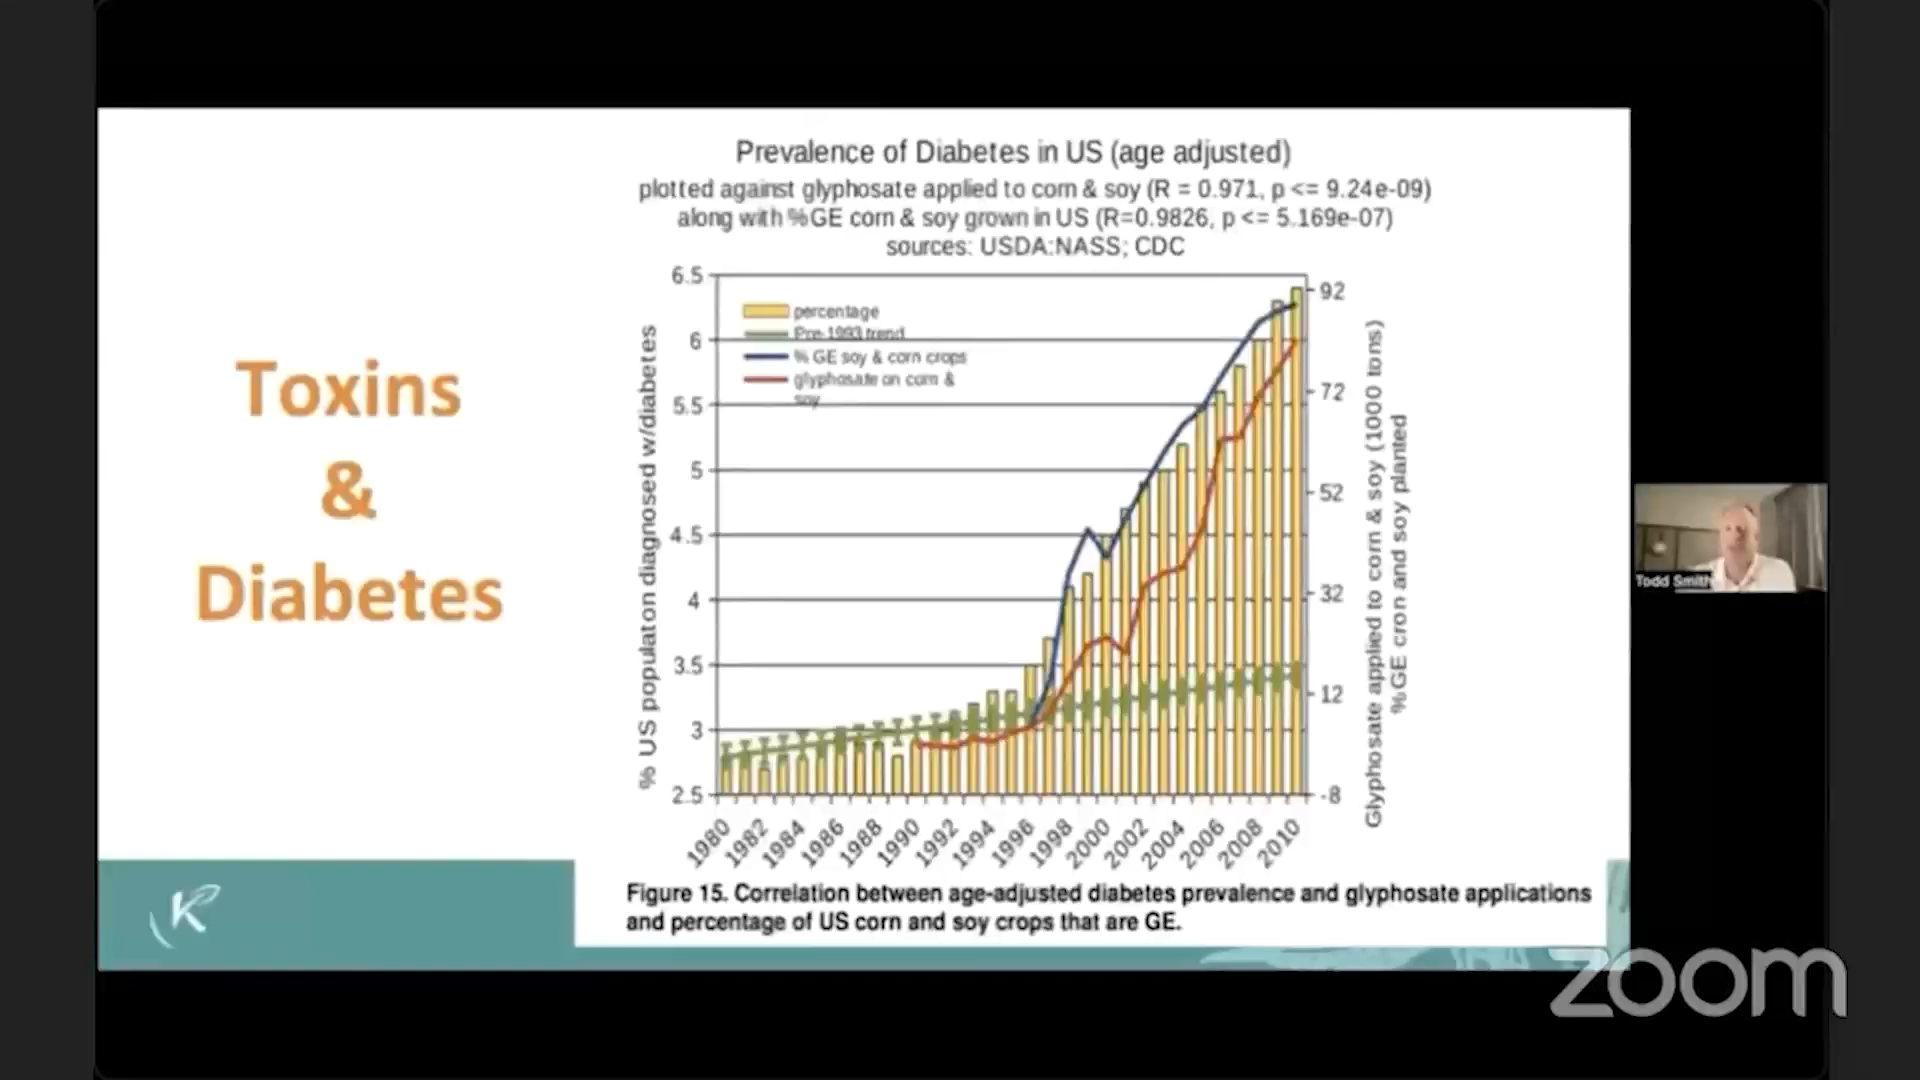 Toxins
&
Diabetes
Prevalence of Diabetes in US (age adjusted)
plotted against glyphosate applied to corn & soy (R = 0.971, p <= 9.24e-09)
along with %GE corn & soy grown in US (R=0.9826, p <= 5.169e-07)
sources: USDA:NASS; CDC
6.5
6
5.5
5
4.5
4
3.5
3
2.5
% US populaton diagnosed w/diabetes
percentage
Pre-1993 trend
% GE soy & corn crops
glyphosate on corn &
soy
92
72
52
32
12
-8
Glyphosate applied to corn & soy (1000 tons)
%GE cron and soy planted
1980
1982
1984
1986
1988
1990
1992
1994
1996
1998
2000
2002
2004
2006
2008
2010
Figure 15. Correlation between age-adjusted diabetes prevalence and glyphosate applications
and percentage of US corn and soy crops that are GE.
K
Todd Smith
zoom